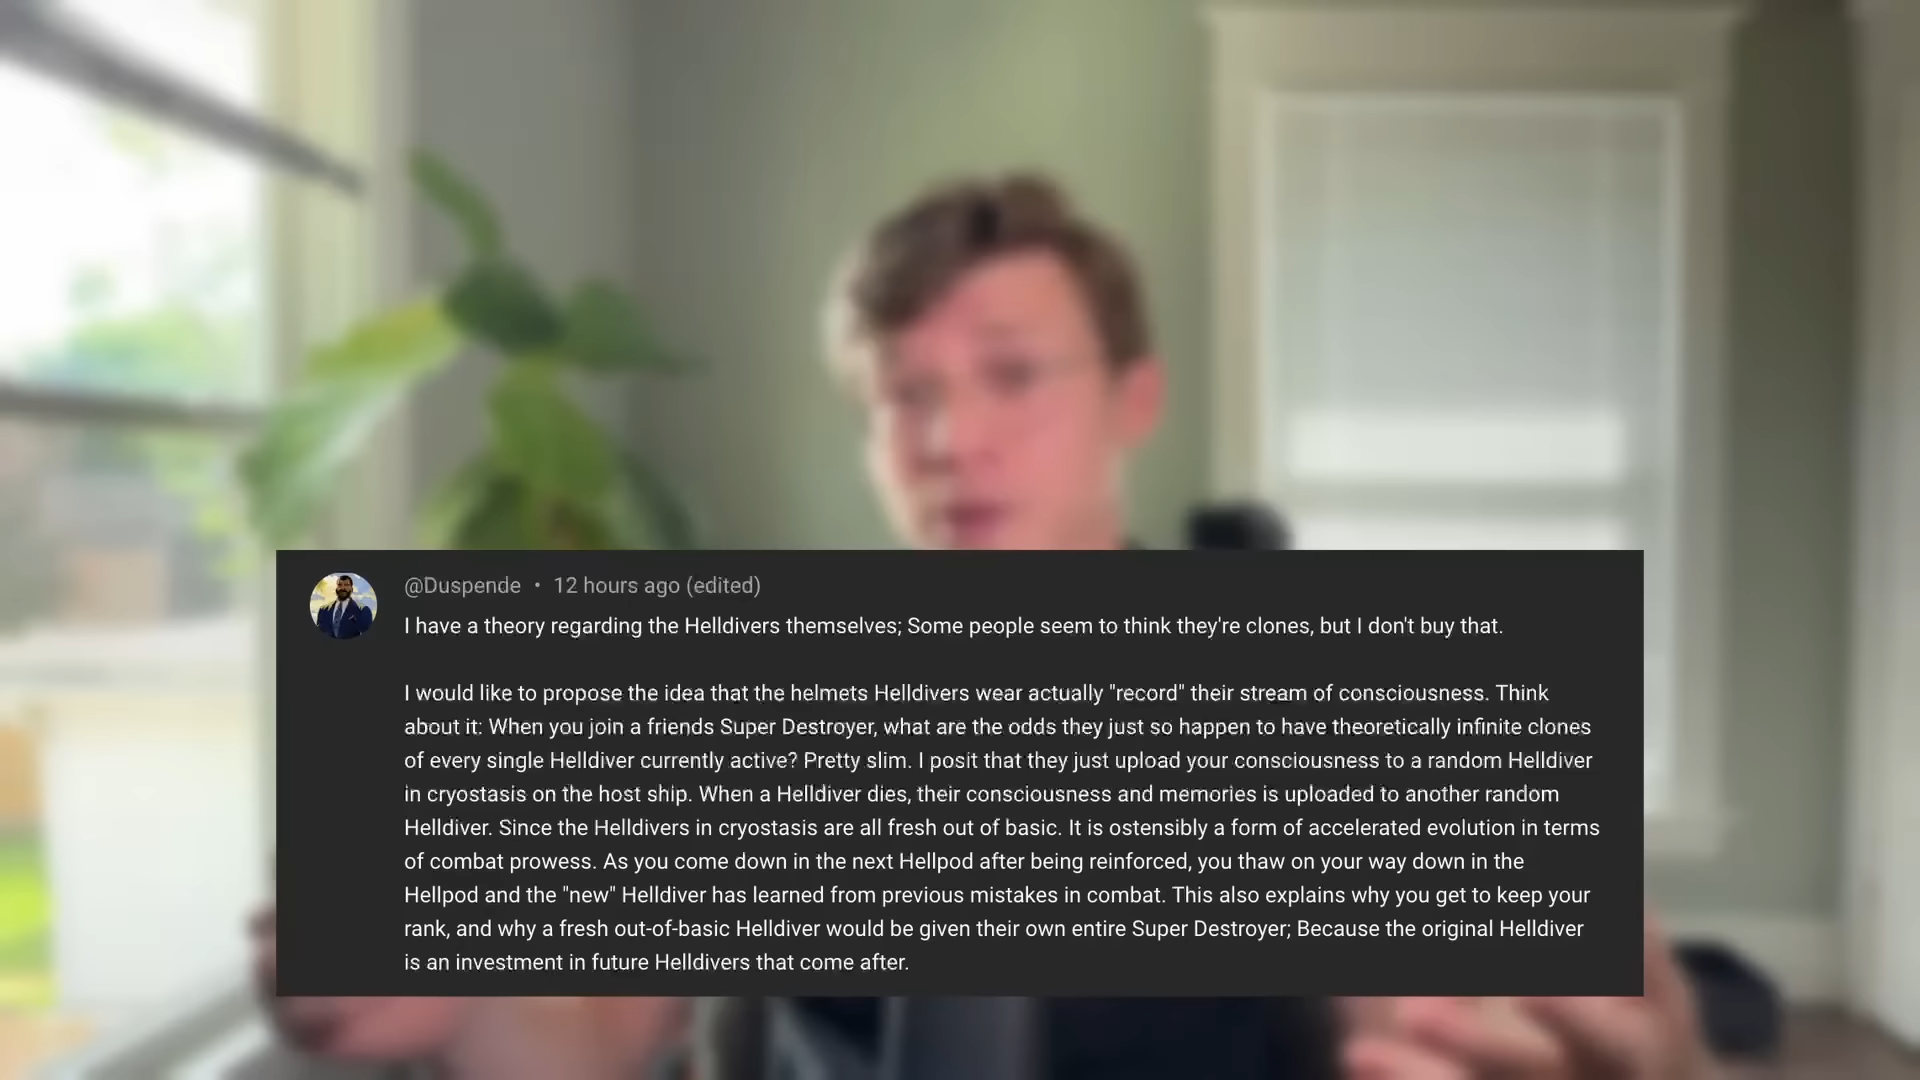 @Duspende • 12 hours ago (edited)
I have a theory regarding the Helldivers themselves; Some people seem to think they're clones, but I don't buy that.
I would like to propose the idea that the helmets Helldivers wear actually "record" their stream of consciousness. Think
about it: When you join a friends Super Destroyer, what are the odds they just so happen to have theoretically infinite clones
of every single Helldiver currently active? Pretty slim. I posit that they just upload your consciousness to a random Helldiver
in cryostasis on the host ship. When a Helldiver dies, their consciousness and memories is uploaded to another random
Helldiver. Since the Helldivers in cryostasis are all fresh out of basic. It is ostensibly a form of accelerated evolution in terms
of combat prowess. As you come down in the next Hellpod after being reinforced, you thaw on your way down in the
Hellpod and the "new" Helldiver has learned from previous mistakes in combat. This also explains why you get to keep your
rank, and why a fresh out-of-basic Helldiver would be given their own entire Super Destroyer; Because the original Helldiver
is an investment in future Helldivers that come after.